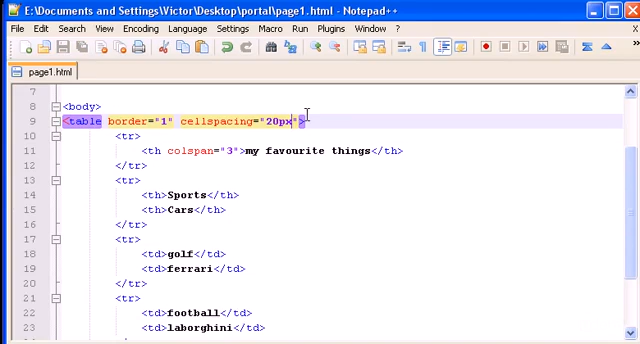 E:\Documents and Settings\Victor\Desktop\portal\page1.html - Notepad++
File Edit Search View Encoding Language Settings Macro Run Plugins Window ? X
page1.html
7
8 <body>
9 <table border="1" cellspacing="20px">
10 <tr>
11 <th colspan="3">my favourite things</th>
12 </tr>
13 <tr>
14 <th>Sports</th>
15 <th>Cars</th>
16 </tr>
17 <tr>
18 <td>golf</td>
19 <td>ferrari</td>
20 </tr>
21 <tr>
22 <td>football</td>
23 <td>laborghini</td>